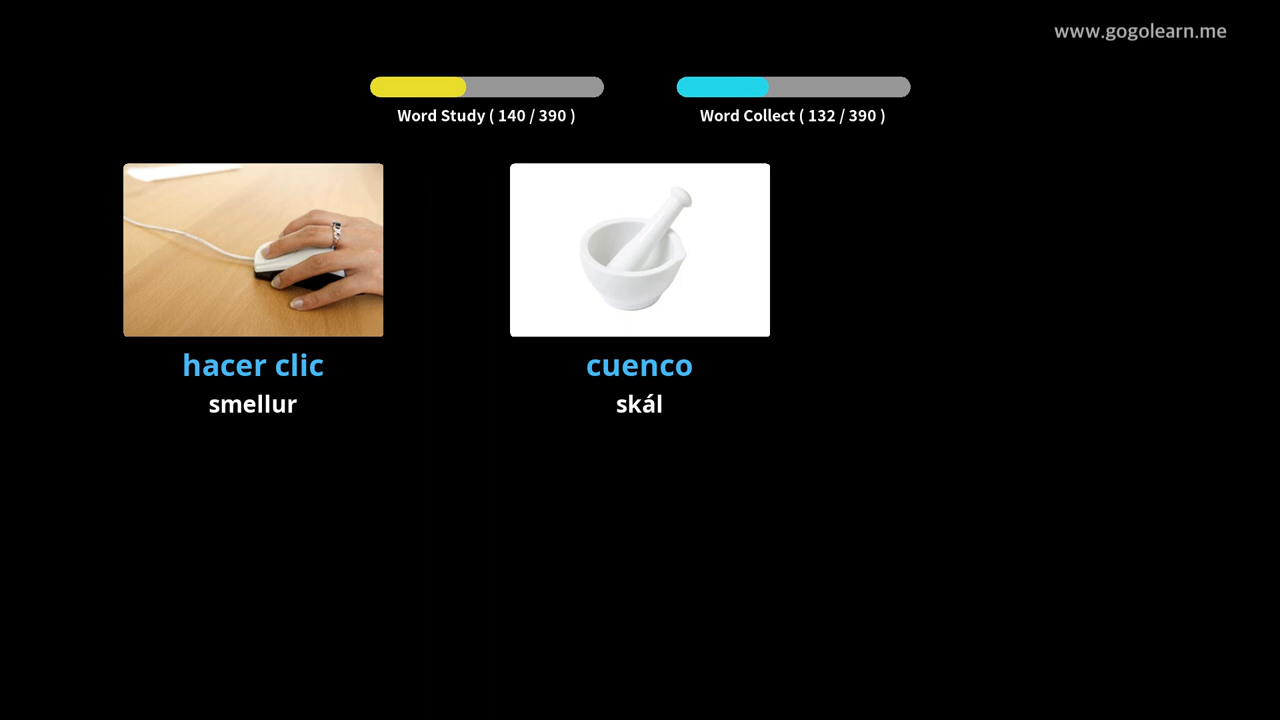 www.gogolearn.me
Word Study ( 140 / 390 )
Word Collect ( 132 / 390 )
hacer clic
smellur
cuenco
skál